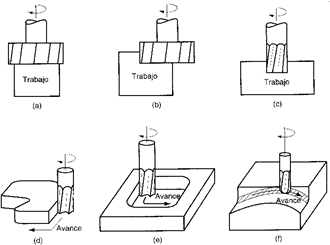 Trabajo
(a)
Trabajo
(b)
Trabajo
(c)
Avance
(d)
Avance
(e)
Avance
(f)